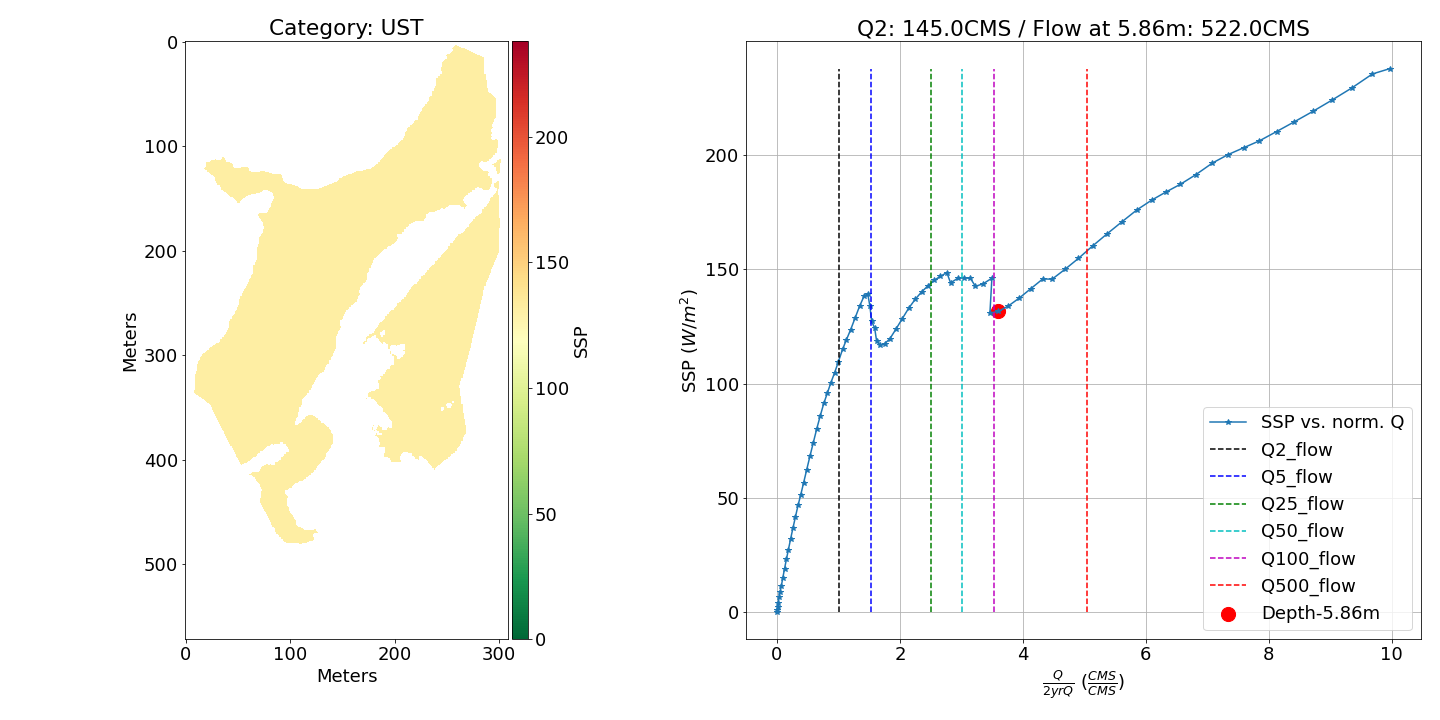 Category: UST
0
100
200
300
400
500
Meters
0
100
200
300
Meters
200
150
100
50
0
SSP
Q2: 145.0CMS / Flow at 5.86m: 522.0CMS
200
150
100
50
0
SSP (W/m²)
0
2
4
6
8
10
Q/2yrQ (CMS/CMS)
SSP vs. norm. Q
Q2_flow
Q5_flow
Q25_flow
Q50_flow
Q100_flow
Q500_flow
Depth-5.86m